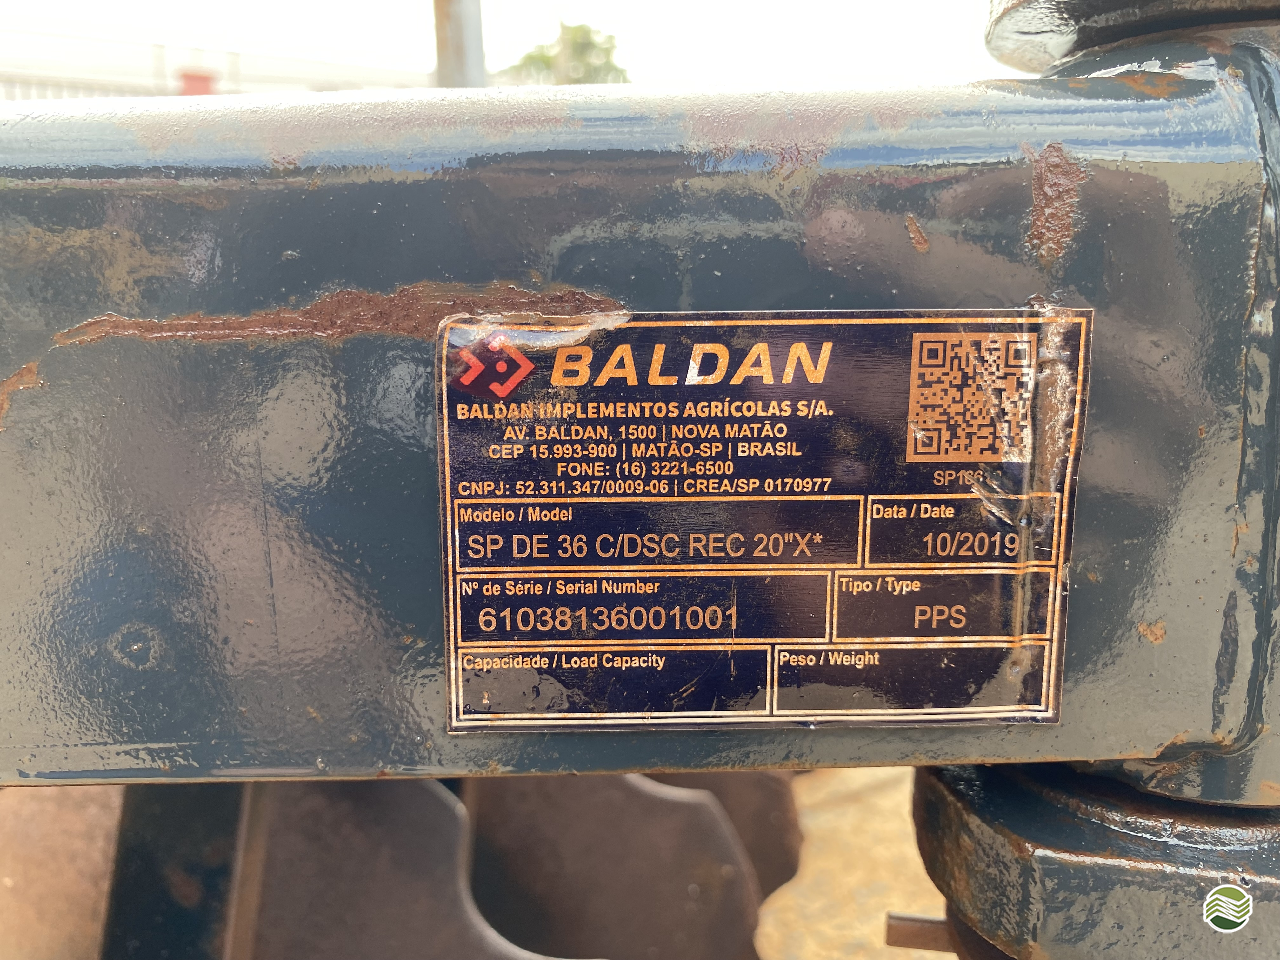 BALDAN
BALDAN IMPLEMENTOS AGRÍCOLAS S/A.
AV. BALDAN, 1500 | NOVA MATÃO
CEP 15.993-900 | MATÃO-SP | BRASIL
FONE: (16) 3221-6500
CNPJ: 52.311.347/0009-06 | CREA/SP 0170977
Modelo / Model
SP DE 36 C/DSC REC 20"X*
Data / Date
10/2019
Nº de Série / Serial Number
61038136001001
Tipo / Type
PPS
Capacidade / Load Capacity
Peso / Weight